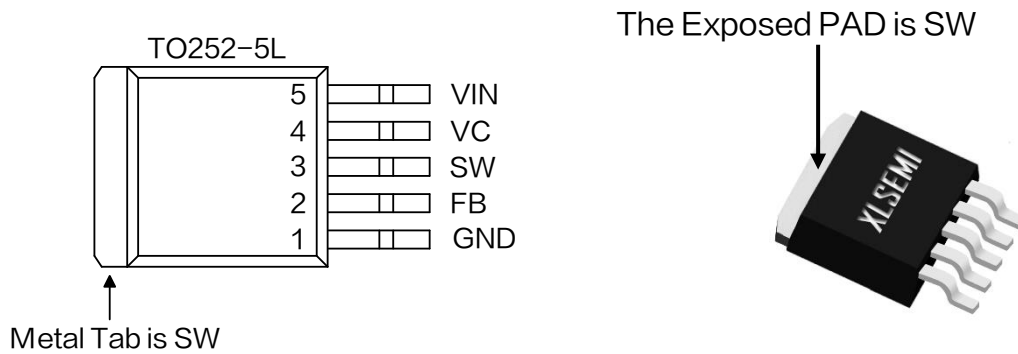 The Exposed PAD is SW
TO252-5L
5 VIN
4 VC
3 SW
2 FB
1 GND
XLSEMI
Metal Tab is SW